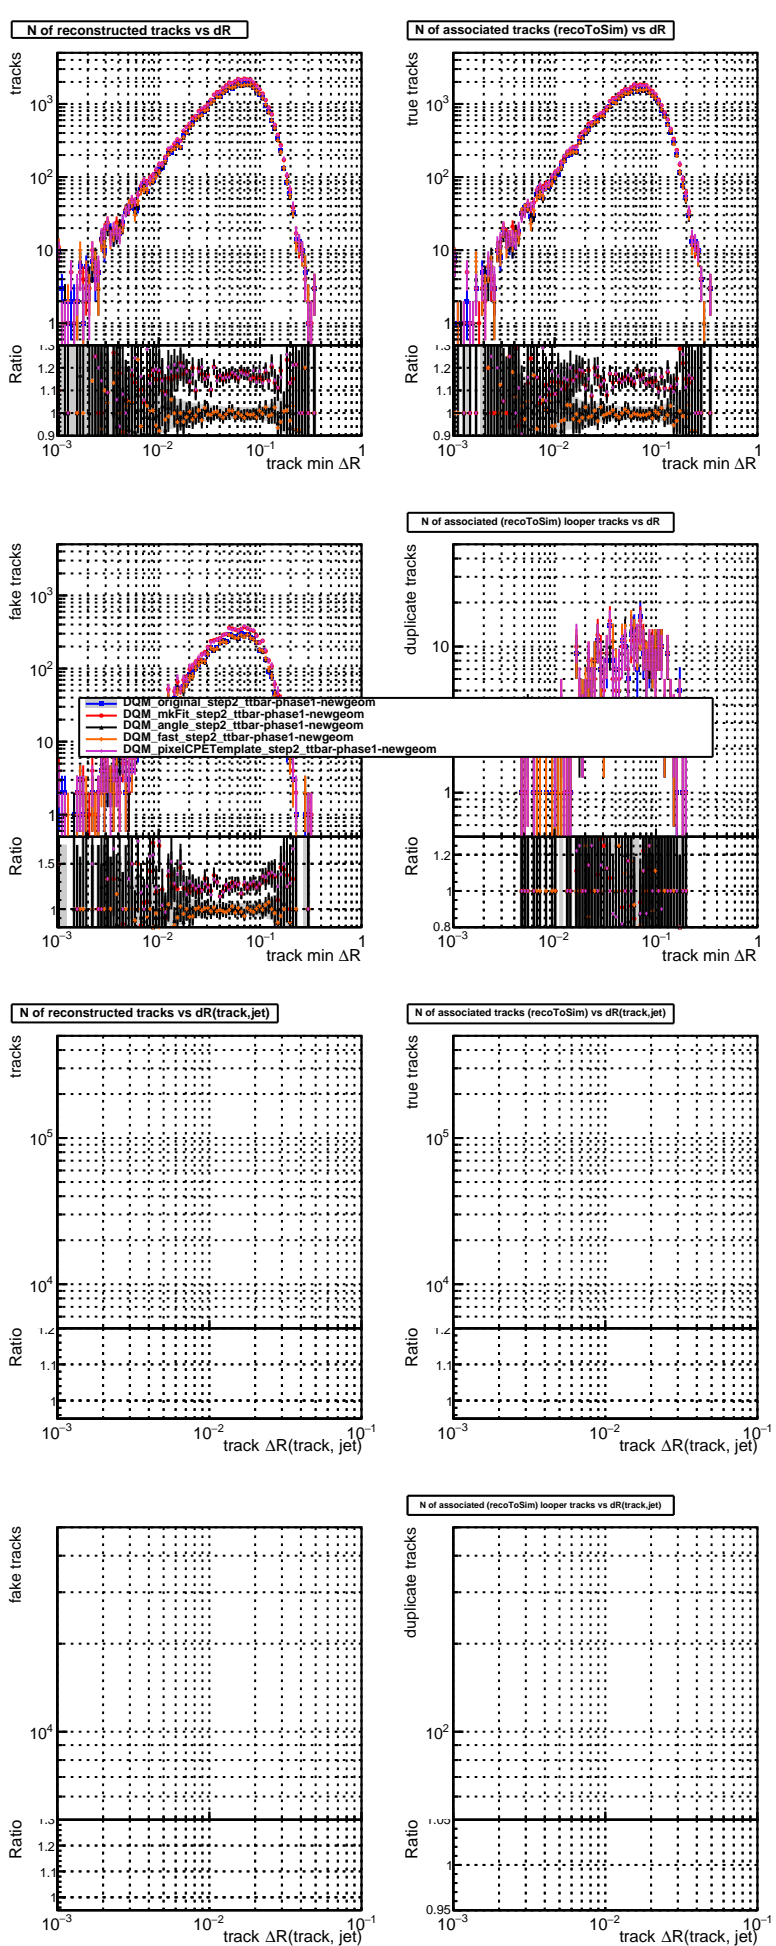 N of reconstructed tracks vs dR
tracks
10³
10²
10
1
Ratio
1.3
1.2
1.1
1
0.9
10⁻³ 10⁻² 10⁻¹ 1
track min ΔR
N of associated tracks (recoToSim) vs dR
true tracks
10³
10²
10
1
Ratio
1.3
1.2
1.1
1
0.9
10⁻³ 10⁻² 10⁻¹ 1
track min ΔR
fake tracks
10³
10²
10
1
Ratio
1.5
1
10⁻³ 10⁻² 10⁻¹ 1
track min ΔR
N of associated (recoToSim) looper tracks vs dR
duplicate tracks
10
1
Ratio
1.2
1
0.8
10⁻³ 10⁻² 10⁻¹ 1
track min ΔR
DQM_original_step2_ttbar-phase1-newgeom
DQM_mkFit_step2_ttbar-phase1-newgeom
DQM_angle_step2_ttbar-phase1-newgeom
DQM_fast_step2_ttbar-phase1-newgeom
DQM_pixelCPETemplate_step2_ttbar-phase1-newgeom
N of reconstructed tracks vs dR(track,jet)
tracks
10⁵
10⁴
Ratio
1.2
1.1
1
10⁻³ 10⁻² 10⁻¹
track ΔR(track, jet)
N of associated tracks (recoToSim) vs dR(track,jet)
true tracks
10⁵
10⁴
Ratio
1.2
1.1
1
10⁻³ 10⁻² 10⁻¹
track ΔR(track, jet)
fake tracks
10⁴
Ratio
1.3
1.2
1.1
1
10⁻³ 10⁻² 10⁻¹
track ΔR(track, jet)
N of associated (recoToSim) looper tracks vs dR(track,jet)
duplicate tracks
10²
Ratio
1.05
1
0.95
10⁻³ 10⁻² 10⁻¹
track ΔR(track, jet)